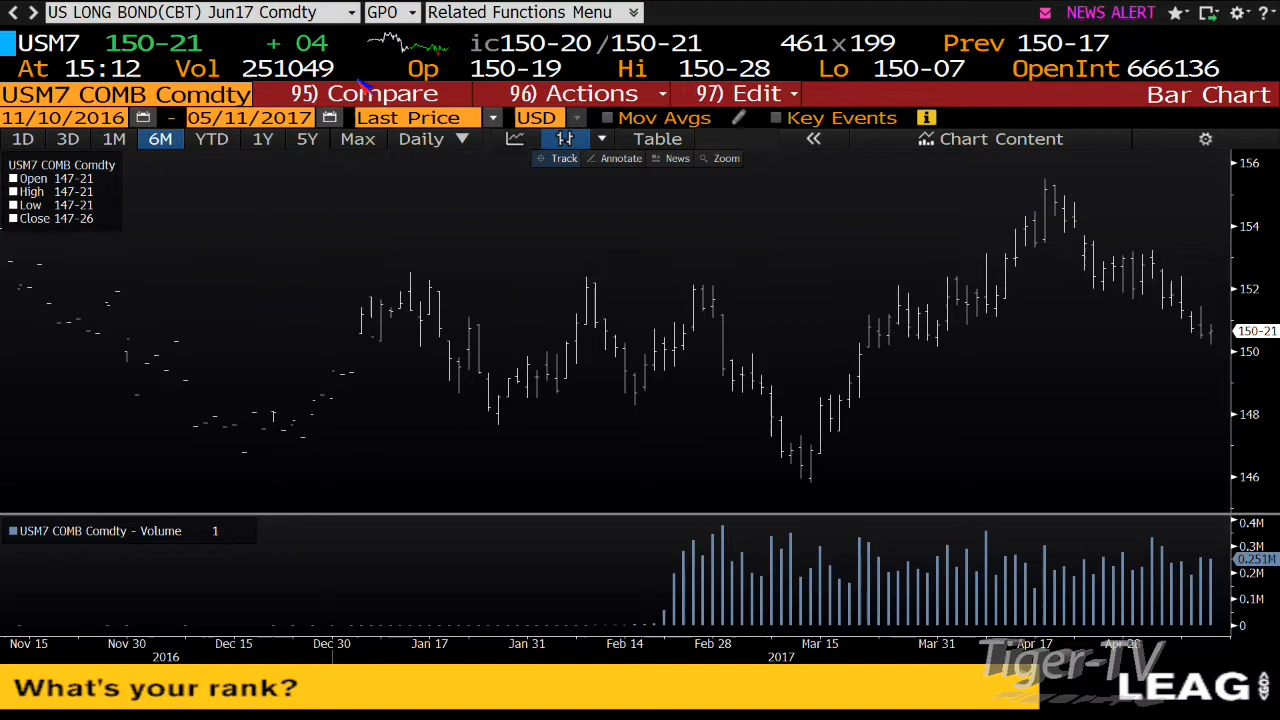 US LONG BOND(CBT) Jun17 Comdty GPO Related Functions Menu NEWS ALERT ?
USM7 150-21 + 04 ic150-20/150-21 461x199 Prev 150-17
At 15:12 Vol 251049 Op 150-19 Hi 150-28 Lo 150-07 OpenInt 666136
USM7 COMB Comdty 95) Compare 96) Actions 97) Edit Bar Chart
11/10/2016 - 05/11/2017 Last Price USD Mov Avgs Key Events
1D 3D 1M 6M YTD 1Y 5Y Max Daily Table Chart Content
Track Annotate News Zoom
USM7 COMB Comdty
Open 147-21
High 147-21
Low 147-21
Close 147-26
156
154
152
150-21
150
148
146
USM7 COMB Comdty - Volume 1
0.4M
0.3M
0.251M
0.2M
0.1M
0
Nov 15 Nov 30 Dec 15 Dec 30 Jan 17 Jan 31 Feb 14 Feb 28 Mar 15 Mar 31 Apr 17 Apr 28
2016 2017
Tiger-TV
What's your rank?
LEAG